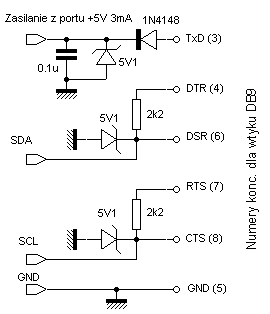 Zasilanie z portu +5V 3mA
1N4148
TxD (3)
0.1u
5V1
DTR (4)
2k2
DSR (6)
SDA
5V1
RTS (7)
2k2
5V1
CTS (8)
SCL
GND
GND (5)
Numery konc. dla wtyku DB9